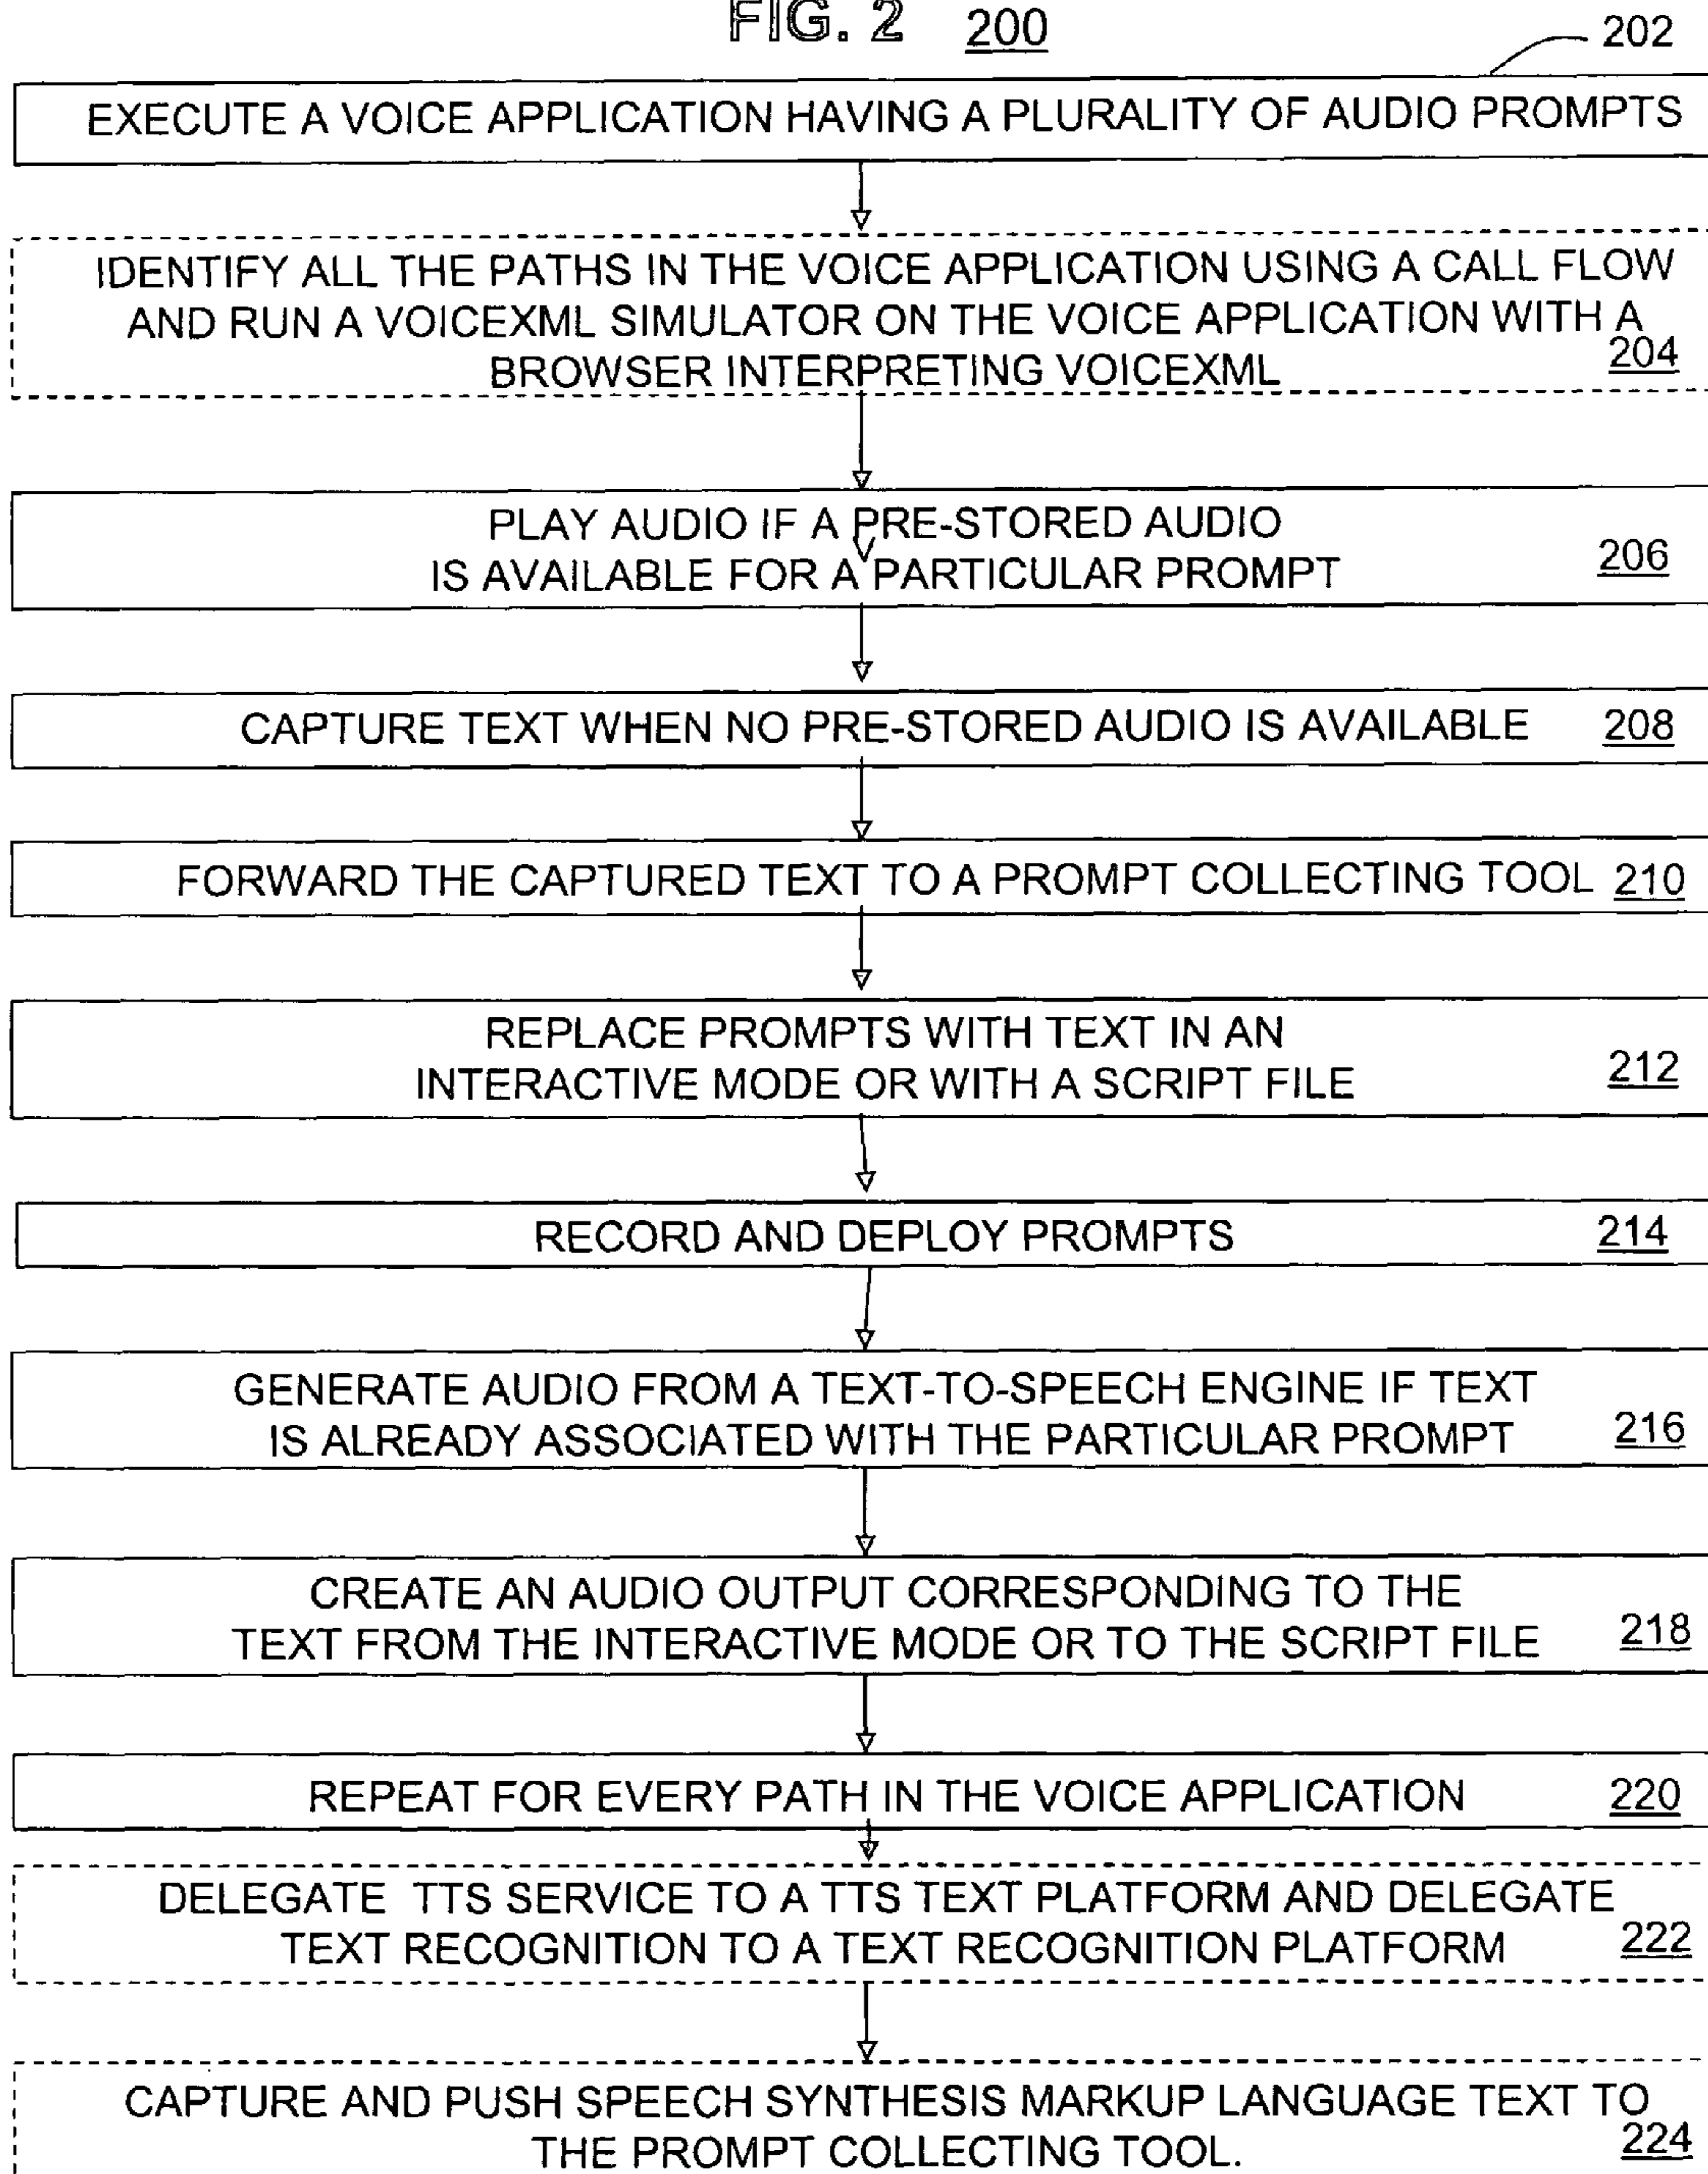 FIG. 2 200
202
EXECUTE A VOICE APPLICATION HAVING A PLURALITY OF AUDIO PROMPTS
IDENTIFY ALL THE PATHS IN THE VOICE APPLICATION USING A CALL FLOW
AND RUN A VOICEXML SIMULATOR ON THE VOICE APPLICATION WITH A
BROWSER INTERPRETING VOICEXML 204
PLAY AUDIO IF A PRE-STORED AUDIO
IS AVAILABLE FOR A PARTICULAR PROMPT 206
CAPTURE TEXT WHEN NO PRE-STORED AUDIO IS AVAILABLE 208
FORWARD THE CAPTURED TEXT TO A PROMPT COLLECTING TOOL 210
REPLACE PROMPTS WITH TEXT IN AN
INTERACTIVE MODE OR WITH A SCRIPT FILE 212
RECORD AND DEPLOY PROMPTS 214
GENERATE AUDIO FROM A TEXT-TO-SPEECH ENGINE IF TEXT
IS ALREADY ASSOCIATED WITH THE PARTICULAR PROMPT 216
CREATE AN AUDIO OUTPUT CORRESPONDING TO THE
TEXT FROM THE INTERACTIVE MODE OR TO THE SCRIPT FILE 218
REPEAT FOR EVERY PATH IN THE VOICE APPLICATION 220
DELEGATE TTS SERVICE TO A TTS TEXT PLATFORM AND DELEGATE
TEXT RECOGNITION TO A TEXT RECOGNITION PLATFORM 222
CAPTURE AND PUSH SPEECH SYNTHESIS MARKUP LANGUAGE TEXT TO
THE PROMPT COLLECTING TOOL. 224